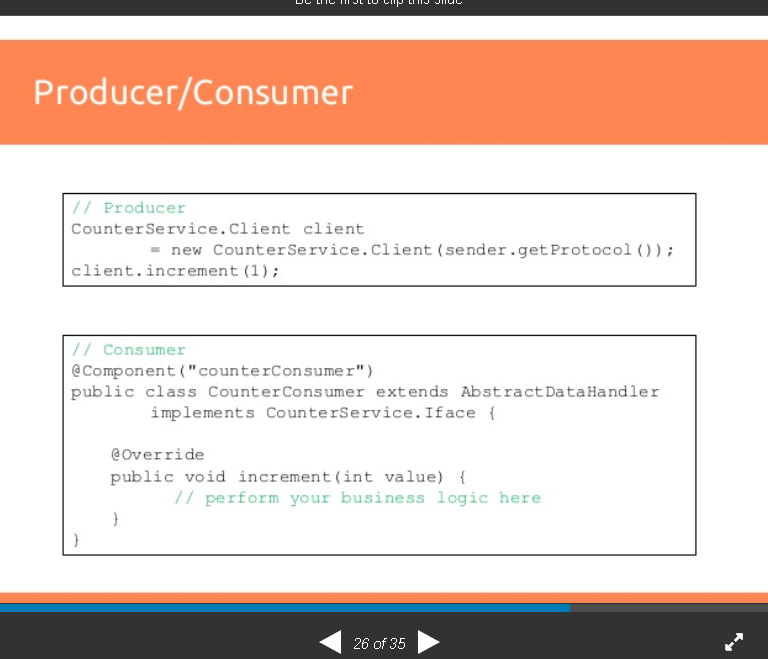 Be the first to clip this slide
Producer/Consumer
// Producer
CounterService.Client client
= new CounterService.Client(sender.getProtocol());
client.increment(1);
// Consumer
@Component("counterConsumer")
public class CounterConsumer extends AbstractDataHandler
implements CounterService.Iface {
@Override
public void increment(int value) {
// perform your business logic here
}
}
26 of 35